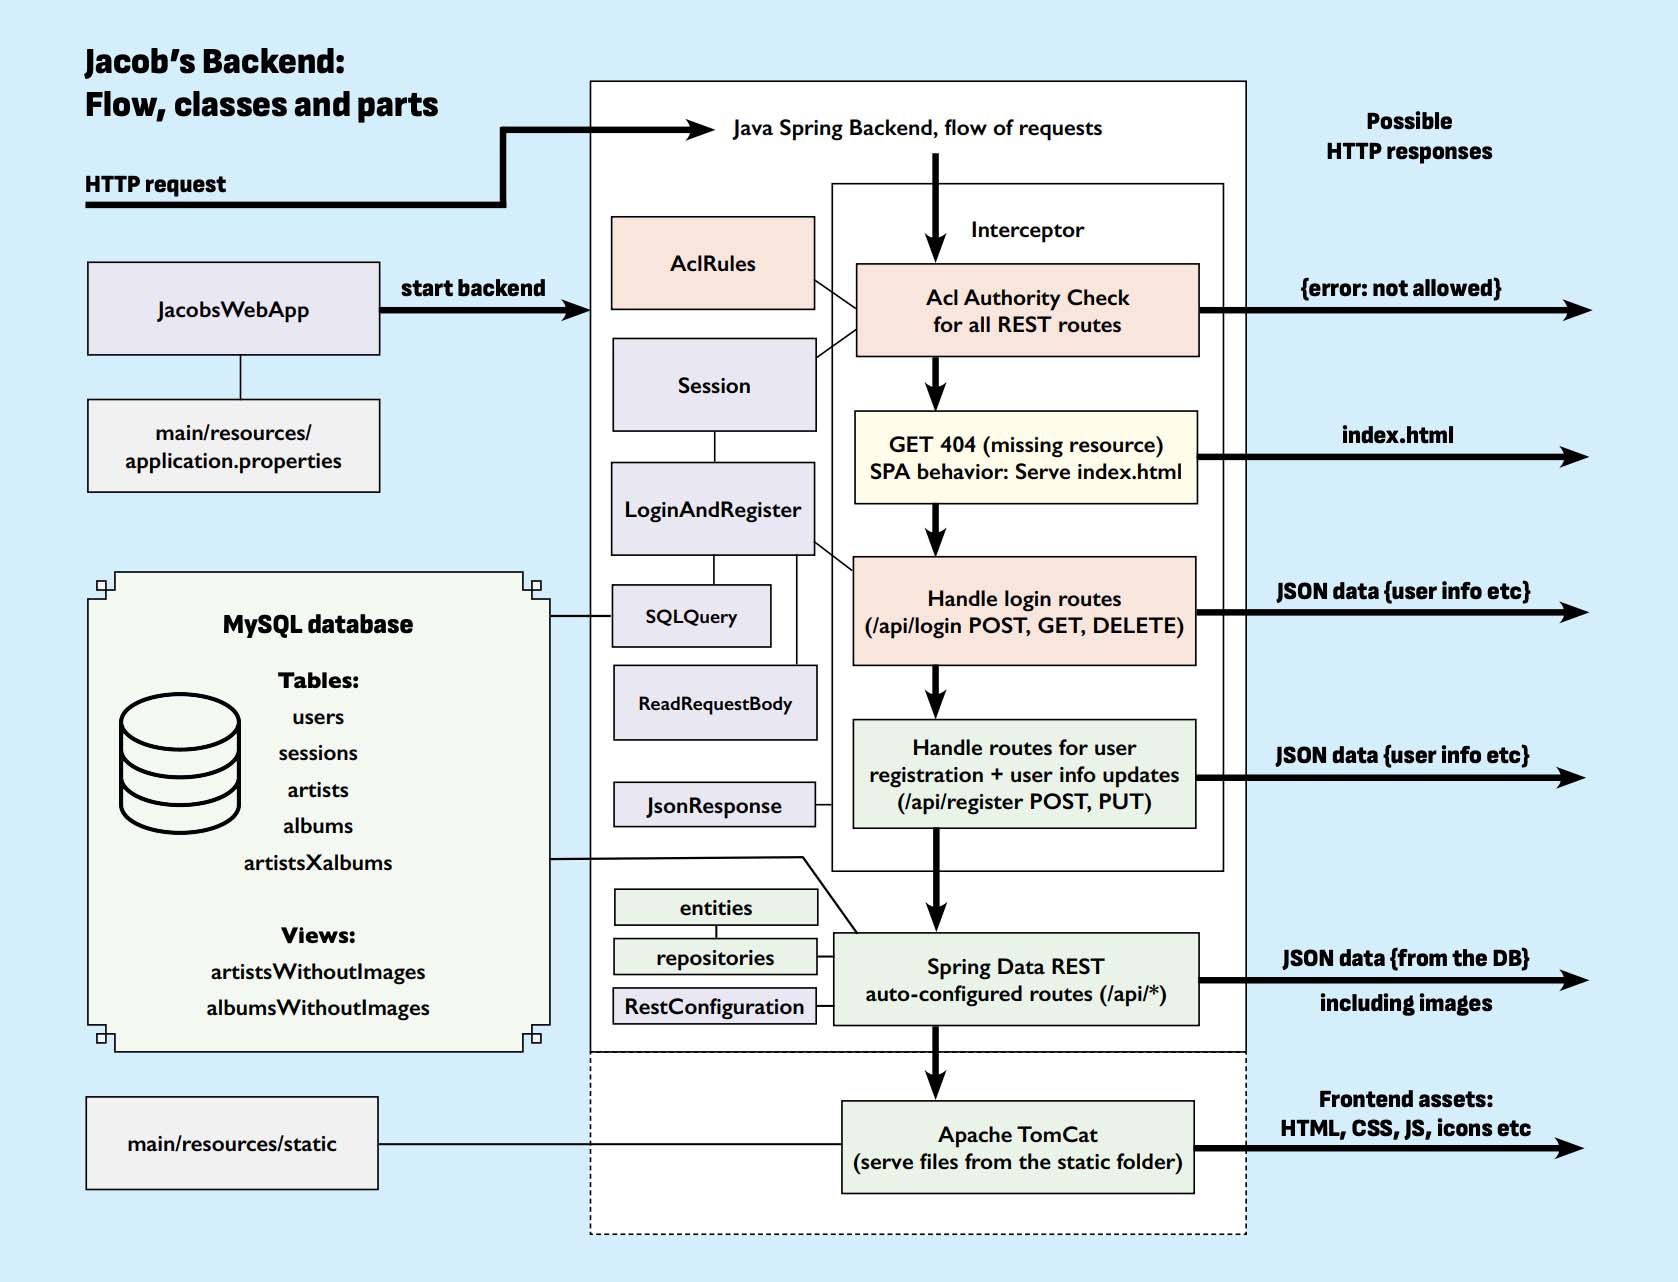 Jacob's Backend:
Flow, classes and parts
HTTP request
Java Spring Backend, flow of requests
Possible
HTTP responses
Interceptor
AclRules
Acl Authority Check
for all REST routes
{error: not allowed}
JacobsWebApp
start backend
main/resources/
application.properties
Session
GET 404 (missing resource)
SPA behavior: Serve index.html
index.html
LoginAndRegister
Handle login routes
(/api/login POST, GET, DELETE)
JSON data {user info etc}
SQLQuery
ReadRequestBody
Handle routes for user
registration + user info updates
(/api/register POST, PUT)
JSON data {user info etc}
JsonResponse
MySQL database
Tables:
users
sessions
artists
albums
artistsXalbums
Views:
artistsWithoutImages
albumsWithoutImages
entities
repositories
RestConfiguration
Spring Data REST
auto-configured routes (/api/*)
JSON data {from the DB}
including images
main/resources/static
Apache TomCat
(serve files from the static folder)
Frontend assets:
HTML, CSS, JS, icons etc